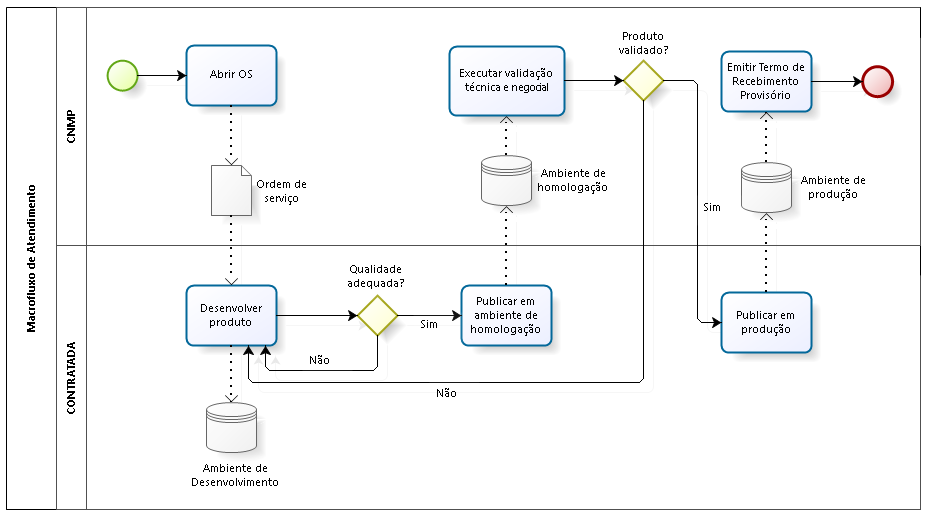 Macrofluxo de Atendimento
CNMP
Abrir OS
Ordem de
serviço
Executar validação
técnica e negocial
Produto
validado?
Emitir Termo de
Recebimento
Provisório
Ambiente de
homologação
Ambiente de
produção
Sim
CONTRATADA
Desenvolver
produto
Qualidade
adequada?
Sim
Não
Publicar em
ambiente de
homologação
Publicar em
produção
Não
Ambiente de
Desenvolvimento